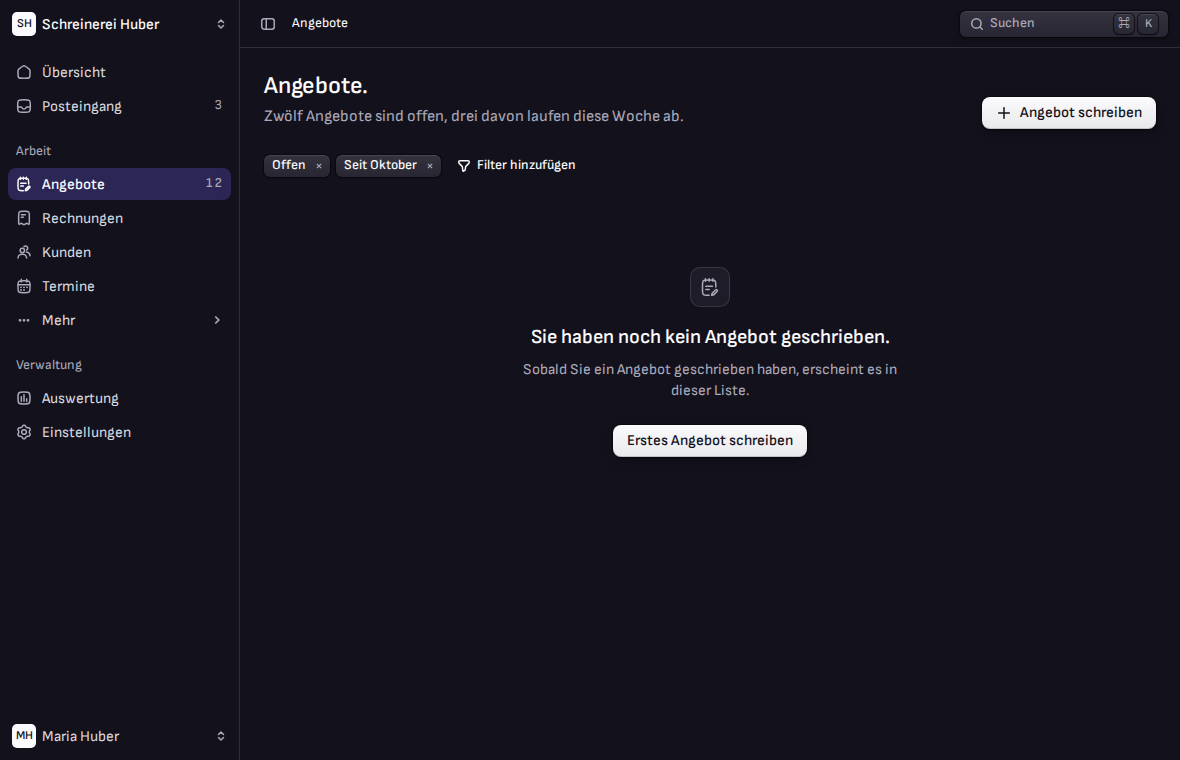 SH Schreinerei Huber
Übersicht
Posteingang 3
Arbeit
Angebote 12
Rechnungen
Kunden
Termine
Mehr
Verwaltung
Auswertung
Einstellungen
MH Maria Huber
Angebote
Suchen ⌘ K
Angebote.
Zwölf Angebote sind offen, drei davon laufen diese Woche ab.
Angebot schreiben
Offen × Seit Oktober × Filter hinzufügen
Sie haben noch kein Angebot geschrieben.
Sobald Sie ein Angebot geschrieben haben, erscheint es in
dieser Liste.
Erstes Angebot schreiben